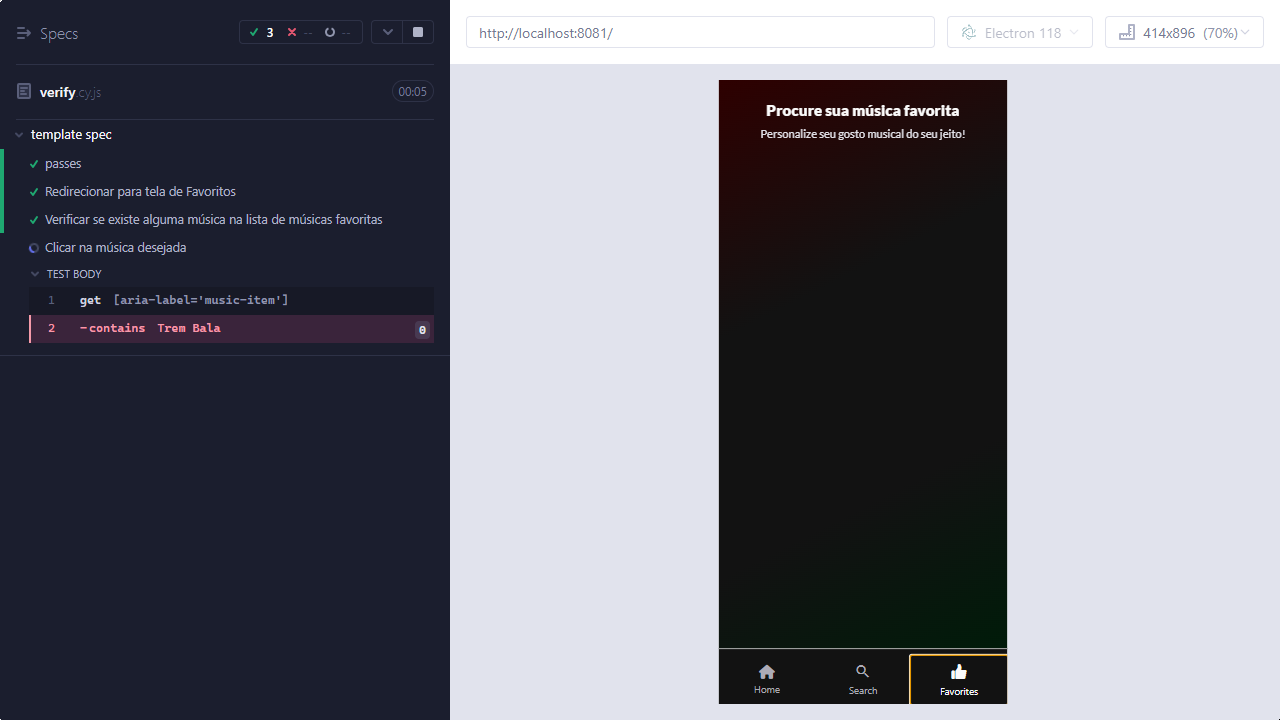 Specs
3 -- --
verify.cy.js
00:05
template spec
passes
Redirecionar para tela de Favoritos
Verificar se existe alguma música na lista de músicas favoritas
Clicar na música desejada
TEST BODY
1 get [aria-label='music-item']
2 -contains Trem Bala 0
http://localhost:8081/
Electron 118
414x896 (70%)
Procure sua música favorita
Personalize seu gosto musical do seu jeito!
Home
Search
Favorites